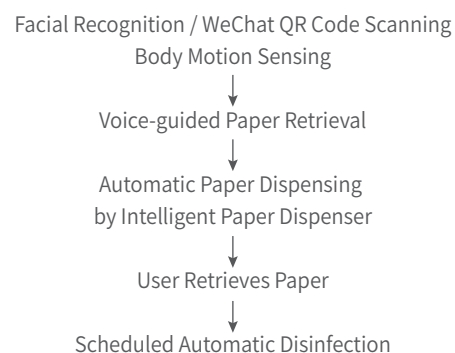 Facial Recognition / WeChat QR Code Scanning
Body Motion Sensing
Voice-guided Paper Retrieval
Automatic Paper Dispensing
by Intelligent Paper Dispenser
User Retrieves Paper
Scheduled Automatic Disinfection